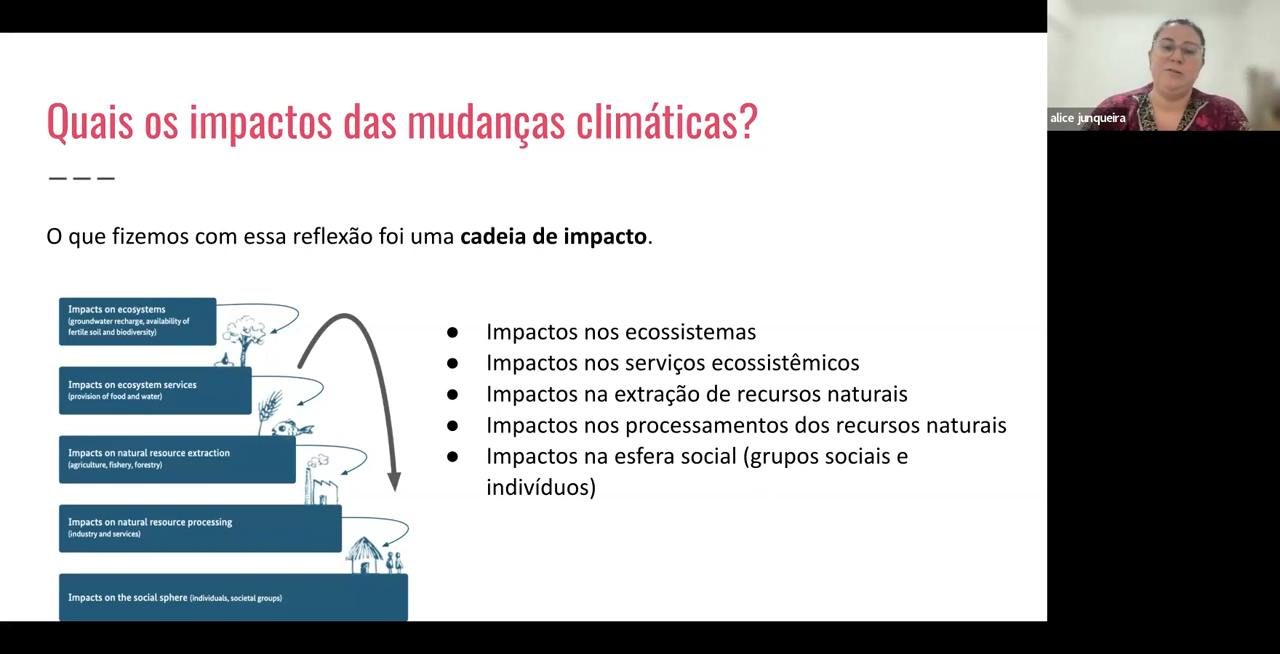 Quais os impactos das mudanças climáticas?
O que fizemos com essa reflexão foi uma cadeia de impacto.
Impacts on ecosystems
(groundwater recharge, availability of
fertile soil and biodiversity)
Impacts on ecosystem services
(provision of food and water)
Impacts on natural resource extraction
(agriculture, fishery, forestry)
Impacts on natural resource processing
(industry and services)
Impacts on the social sphere (individuals, societal groups)
● Impactos nos ecossistemas
● Impactos nos serviços ecossistêmicos
● Impactos na extração de recursos naturais
● Impactos nos processamentos dos recursos naturais
● Impactos na esfera social (grupos sociais e
indivíduos)
alice junqueira